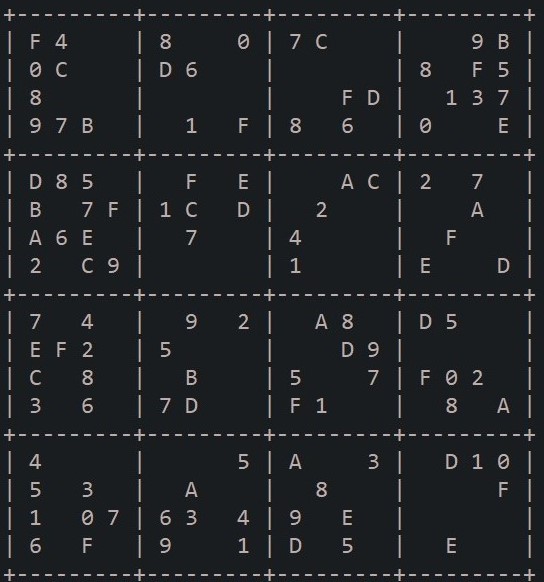 +---------+---------+---------+---------+
| F 4     | 8     0 | 7 C     |     9 B |
| 0 C     | D 6     |         | 8   F 5 |
| 8       |         |     F D |   1 3 7 |
| 9 7 B   |   1   F | 8   6   | 0     E |
+---------+---------+---------+---------+
| D 8 5   |   F   E |     A C | 2   7   |
| B   7 F | 1 C   D |   2     |     A   |
| A 6 E   |   7     | 4       |   F     |
| 2   C 9 |         | 1       | E     D |
+---------+---------+---------+---------+
| 7   4   |   9   2 |   A 8   | D 5     |
| E F 2   | 5       |     D 9 |         |
| C   8   |   B     | 5     7 | F 0 2   |
| 3   6   | 7 D     | F 1     |   8   A |
+---------+---------+---------+---------+
| 4       |       5 | A     3 |   D 1 0 |
| 5   3   |   A     |   8     |       F |
| 1   0 7 | 6 3   4 | 9   E   |         |
| 6   F   | 9     1 | D   5   |   E     |
+---------+---------+---------+---------+